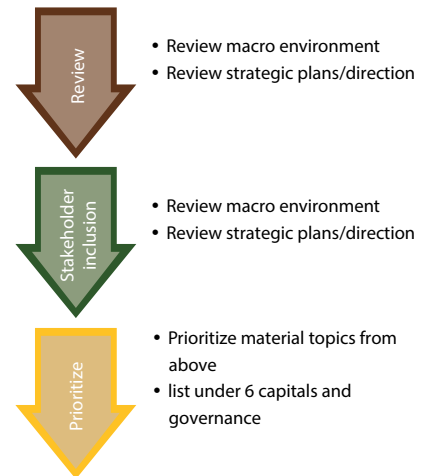 Review
• Review macro environment
• Review strategic plans/direction
Stakeholder
inclusion
• Review macro environment
• Review strategic plans/direction
Prioritize
• Prioritize material topics from
above
• list under 6 capitals and
governance